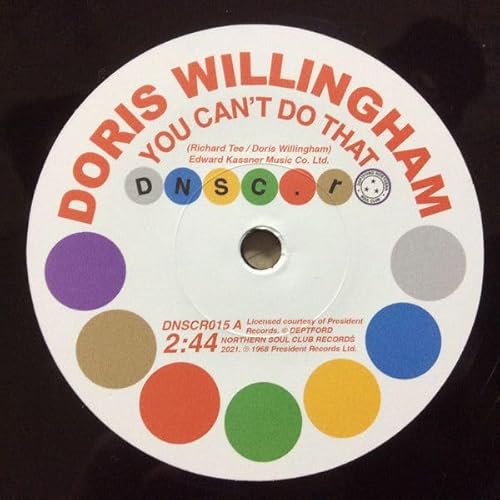 DORIS WILLINGHAM
YOU CAN'T DO THAT
(Richard Tee / Doris Willingham)
Edward Kassner Music Co. Ltd.
DNSC.r
DNSCR015 A
2:44
Licensed courtesy of President
Records. © DEPTFORD
NORTHERN SOUL CLUB RECORDS
2021. ℗ 1968 President Records Ltd.